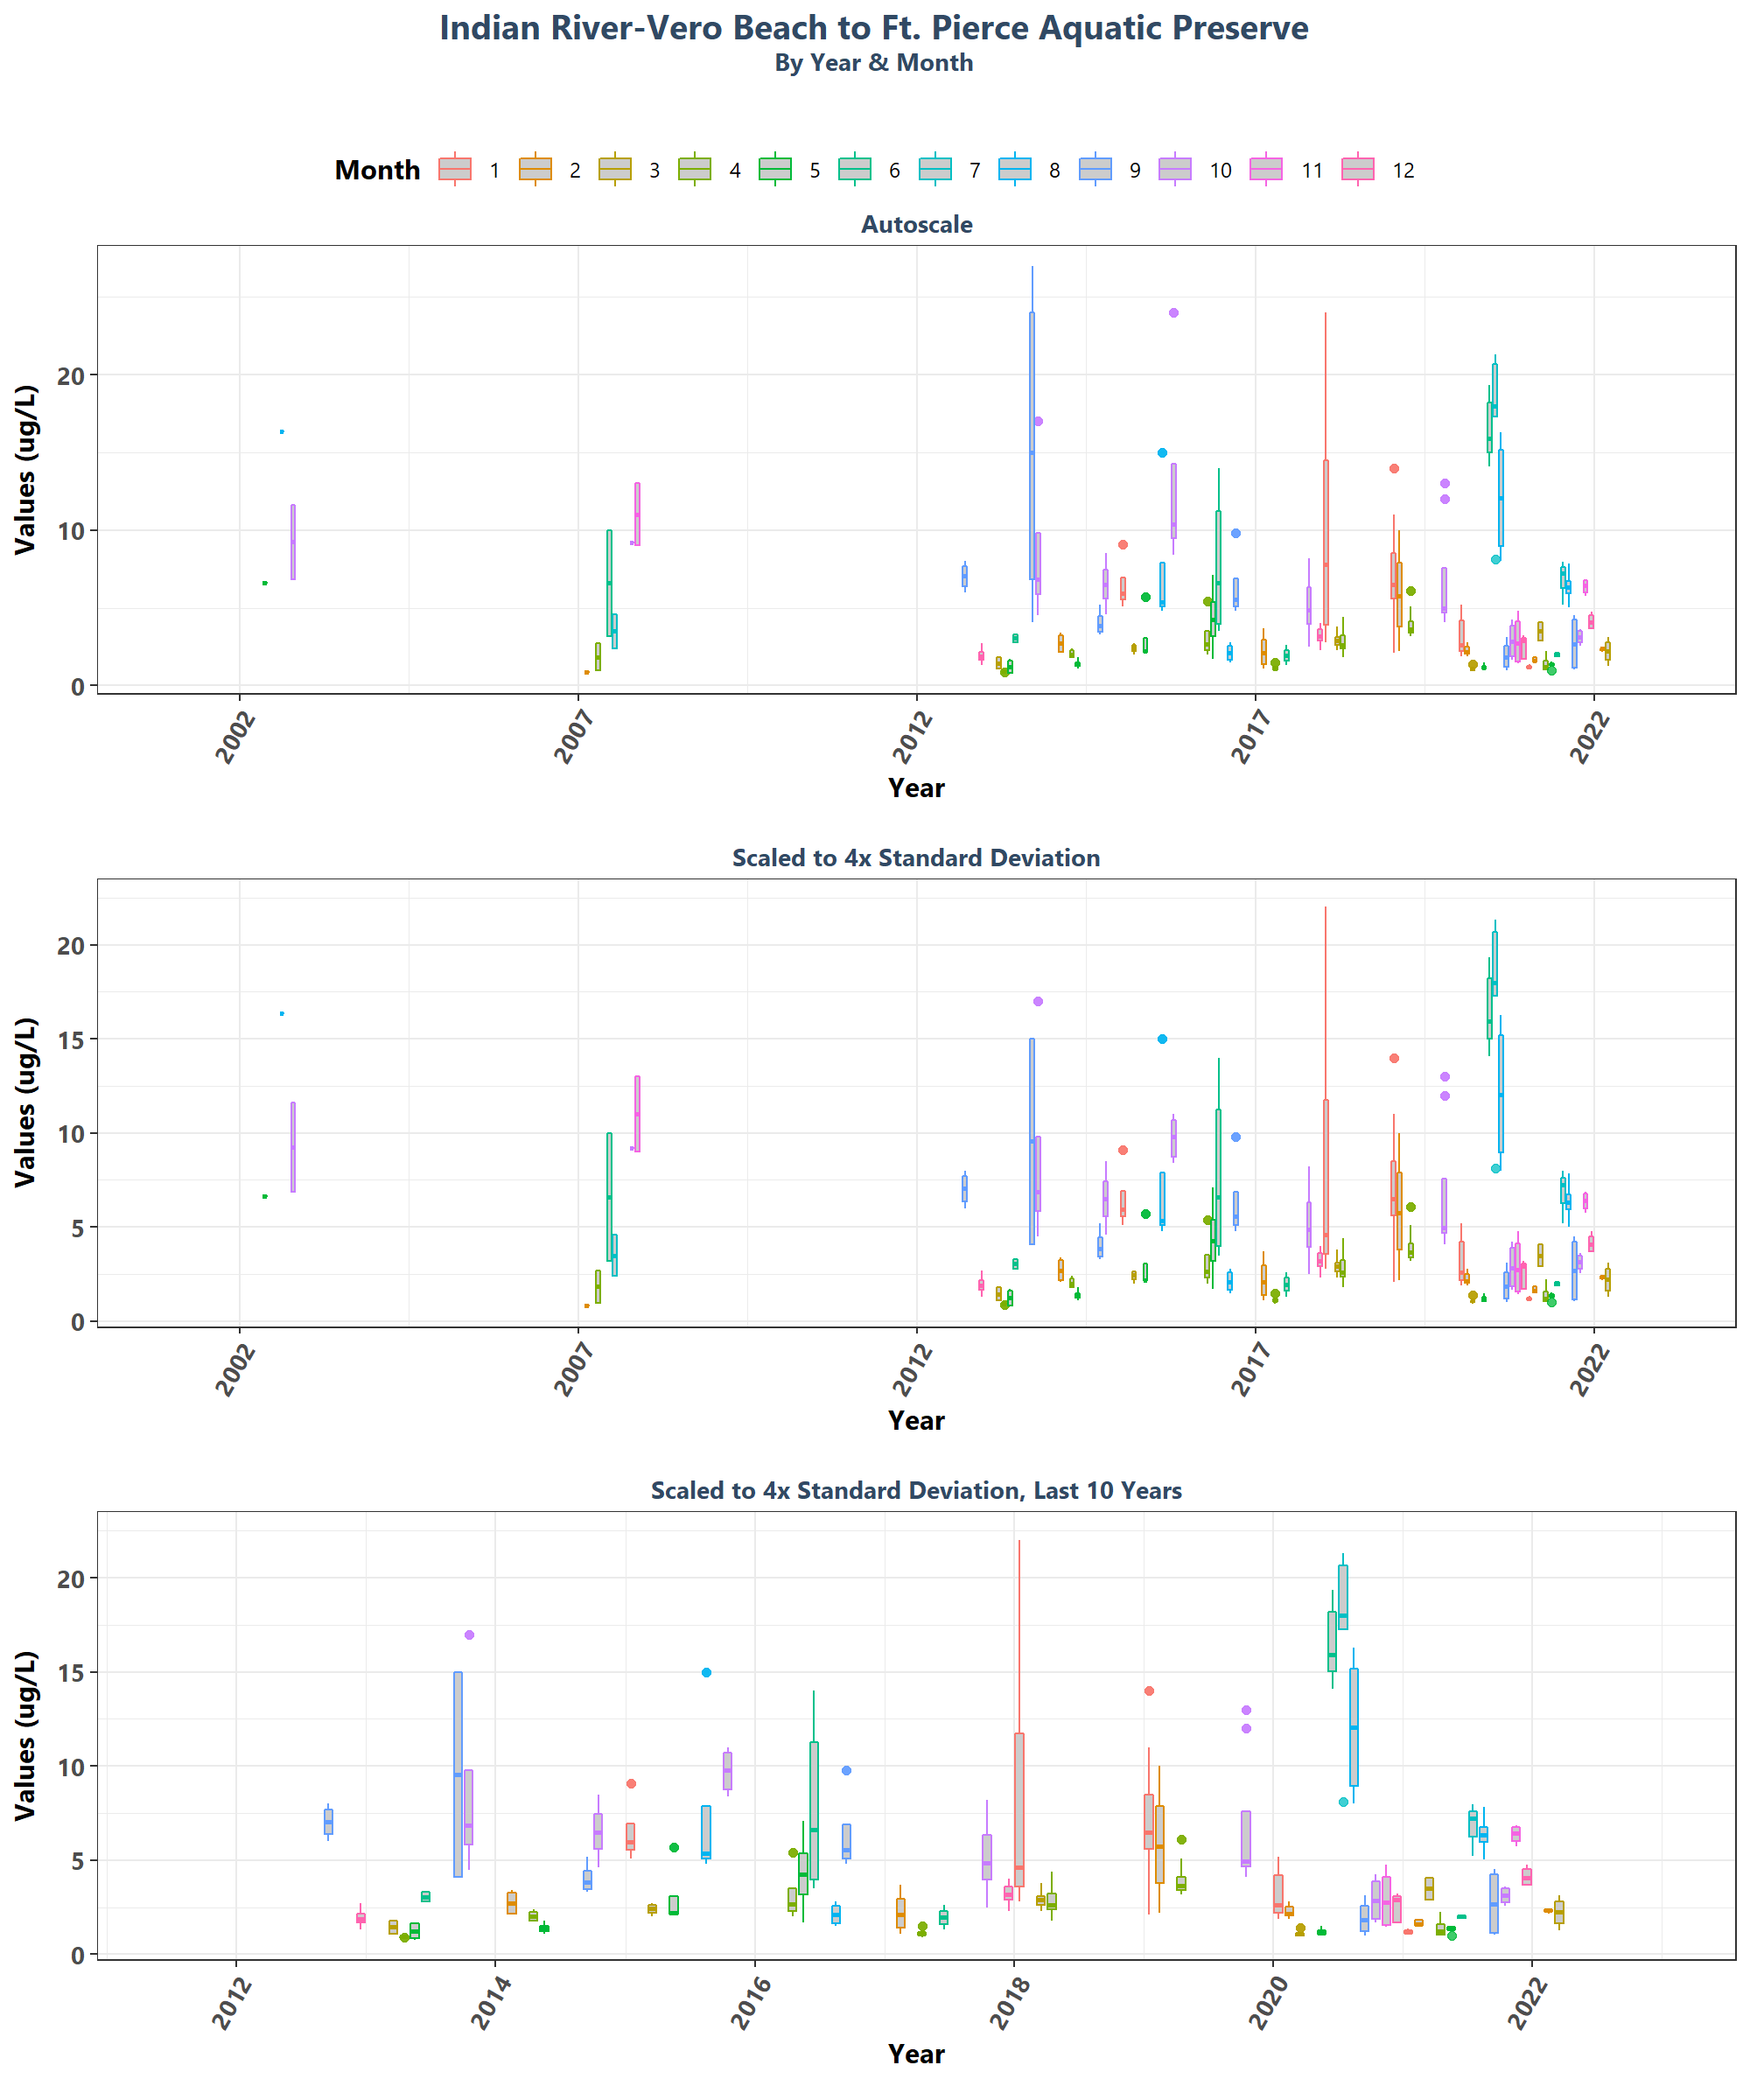 Indian River-Vero Beach to Ft. Pierce Aquatic Preserve
By Year & Month
Month 1 2 3 4 5 6 7 8 9 10 11 12
Autoscale
Values (ug/L)
20
10
0
2002 2007 2012 2017 2022
Year
Scaled to 4x Standard Deviation
Values (ug/L)
20
15
10
5
0
2002 2007 2012 2017 2022
Year
Scaled to 4x Standard Deviation, Last 10 Years
Values (ug/L)
20
15
10
5
0
2012 2014 2016 2018 2020 2022
Year